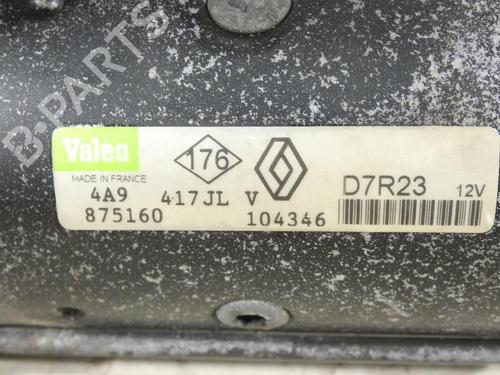 B-PARTS
Valeo
176
MADE IN FRANCE
4A9 417JL V
875160 104346
D7R23 12V